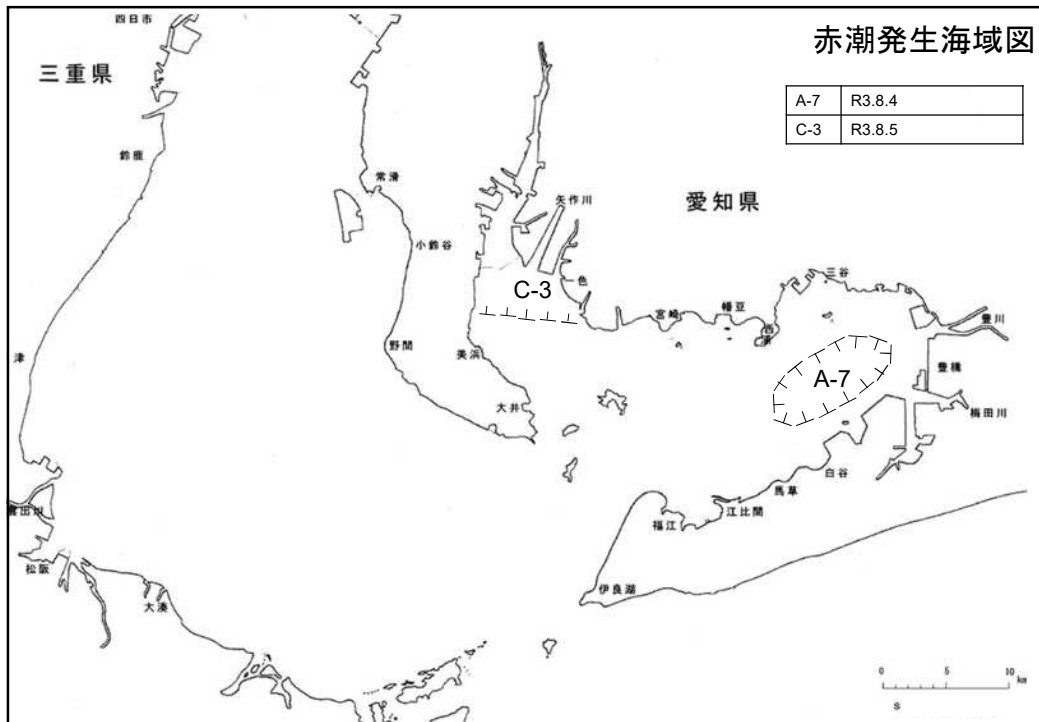 赤潮発生海域図
A-7 R3.8.4
C-3 R3.8.5
四日市
三重県
鈴鹿
常滑
矢作川
愛知県
小鈴谷
一色
三谷
C-3
宮崎
幡豆
西浦
豊川
津
野間
美浜
豊橋
A-7
大井
梅田川
白谷
馬草
江比間
福江
松阪
伊良湖
大湊
0 5 10
km
S